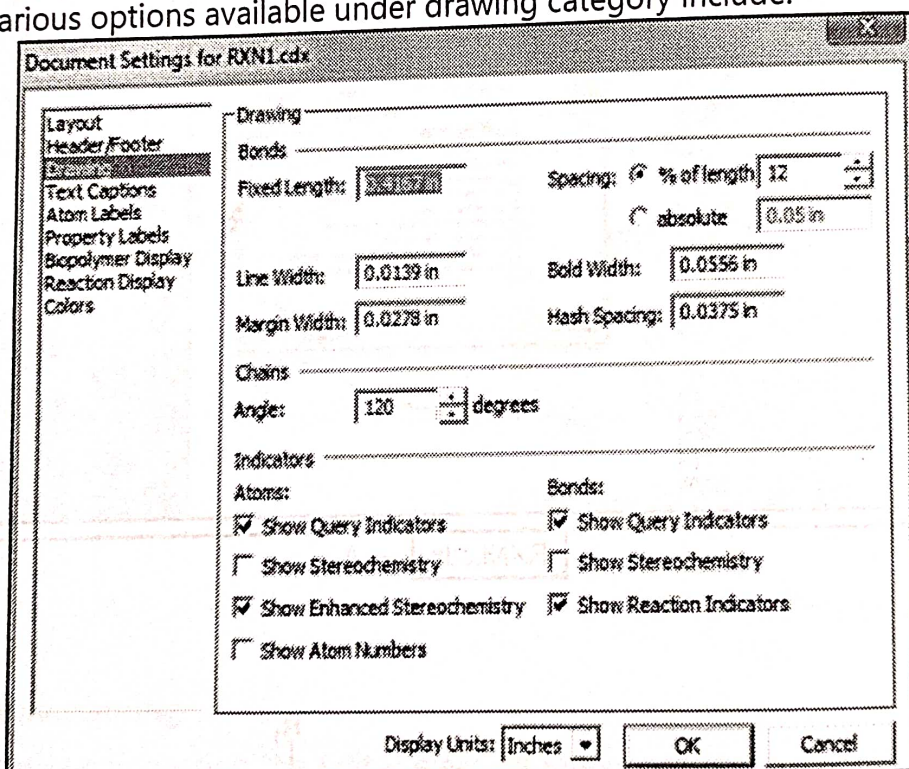 arious options available under drawing category include:
Document Settings for RXN1.cdx
X
Layout
Header/Footer
Drawing
Text Captions
Atom Labels
Property Labels
Biopolymer Display
Reaction Display
Colors
Drawing
Bonds
Fixed Length:
Spacing: % of length 12
absolute 0.05 in
Line Width: 0.0139 in Bold Width: 0.0556 in
Margin Width: 0.0278 in Hash Spacing: 0.0375 in
Chains
Angle: 120 degrees
Indicators
Atoms: Bonds:
Show Query Indicators Show Query Indicators
Show Stereochemistry Show Stereochemistry
Show Enhanced Stereochemistry Show Reaction Indicators
Show Atom Numbers
Display Units: Inches OK Cancel